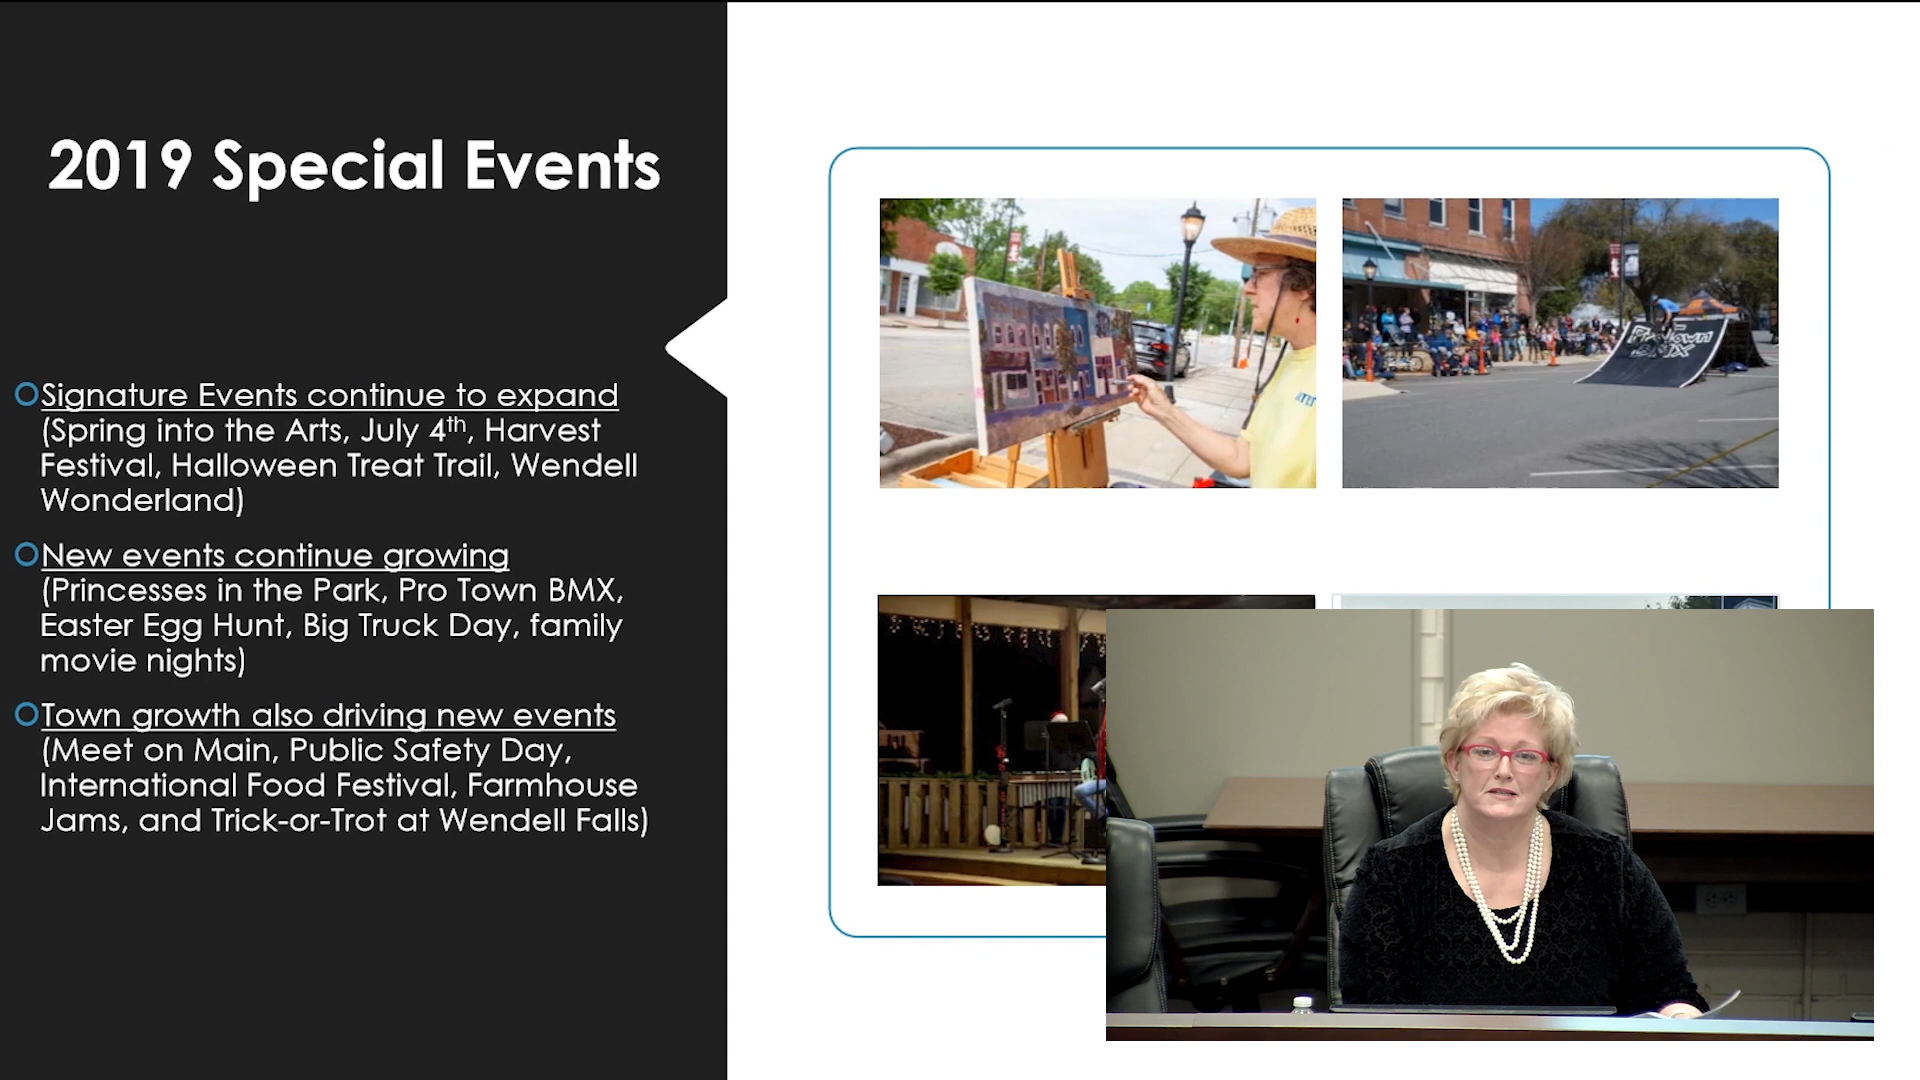 2019 Special Events
Signature Events continue to expand
(Spring into the Arts, July 4th, Harvest
Festival, Halloween Treat Trail, Wendell
Wonderland)
New events continue growing
(Princesses in the Park, Pro Town BMX,
Easter Egg Hunt, Big Truck Day, family
movie nights)
Town growth also driving new events
(Meet on Main, Public Safety Day,
International Food Festival, Farmhouse
Jams, and Trick-or-Trot at Wendell Falls)
ProTown
BMX